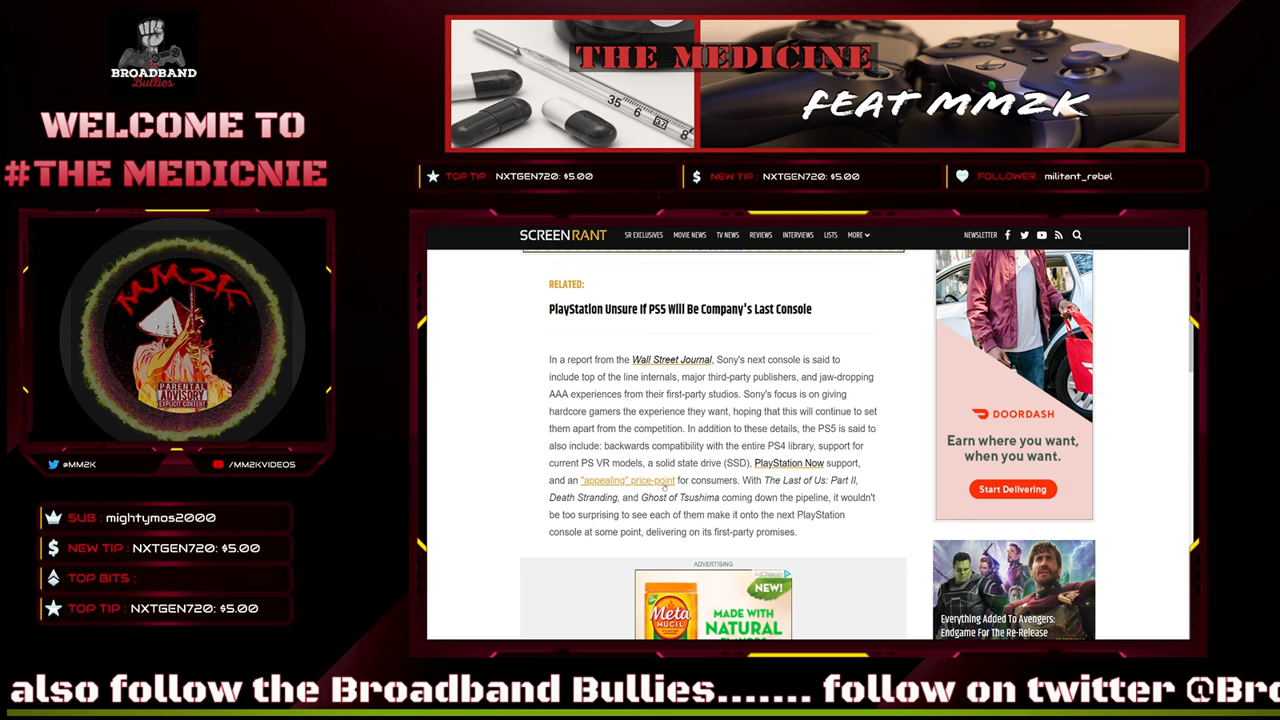 BROADBAND
Bullies
WELCOME TO
#THE MEDICNIE
THE MEDICINE
FEAT MM2K
35
6
37
8
TOP TIP : NXTGEN720: $5.00
NEW TIP : NXTGEN720: $5.00
FOLLOWER : militant_rebel
MM2K
PARENTAL
ADVISORY
EXPLICIT CONTENT
@MM2K
/MM2KVIDEOS
SUB : mightymos2000
NEW TIP : NXTGEN720: $5.00
TOP BITS :
TOP TIP : NXTGEN720: $5.00
SCREENRANT
SR EXCLUSIVES MOVIE NEWS TV NEWS REVIEWS INTERVIEWS LISTS MORE
NEWSLETTER
RELATED:
PlayStation Unsure If PS5 Will Be Company's Last Console
In a report from the Wall Street Journal, Sony's next console is said to
include top of the line internals, major third-party publishers, and jaw-dropping
AAA experiences from their first-party studios. Sony's focus is on giving
hardcore gamers the experience they want, hoping that this will continue to set
them apart from the competition. In addition to these details, the PS5 is said to
also include: backwards compatibility with the entire PS4 library, support for
current PS VR models, a solid state drive (SSD), PlayStation Now support,
and an "appealing" price-point for consumers. With The Last of Us: Part II,
Death Stranding, and Ghost of Tsushima coming down the pipeline, it wouldn't
be too surprising to see each of them make it onto the next PlayStation
console at some point, delivering on its first-party promises.
ADVERTISING
AdChoices
NEW!
Meta
MUCIL
MADE WITH
NATURAL
DOORDASH
Earn where you want,
when you want.
Start Delivering
Everything Added To Avengers:
Endgame For The Re-Release
also follow the Broadband Bullies....... follow on twitter @Bro